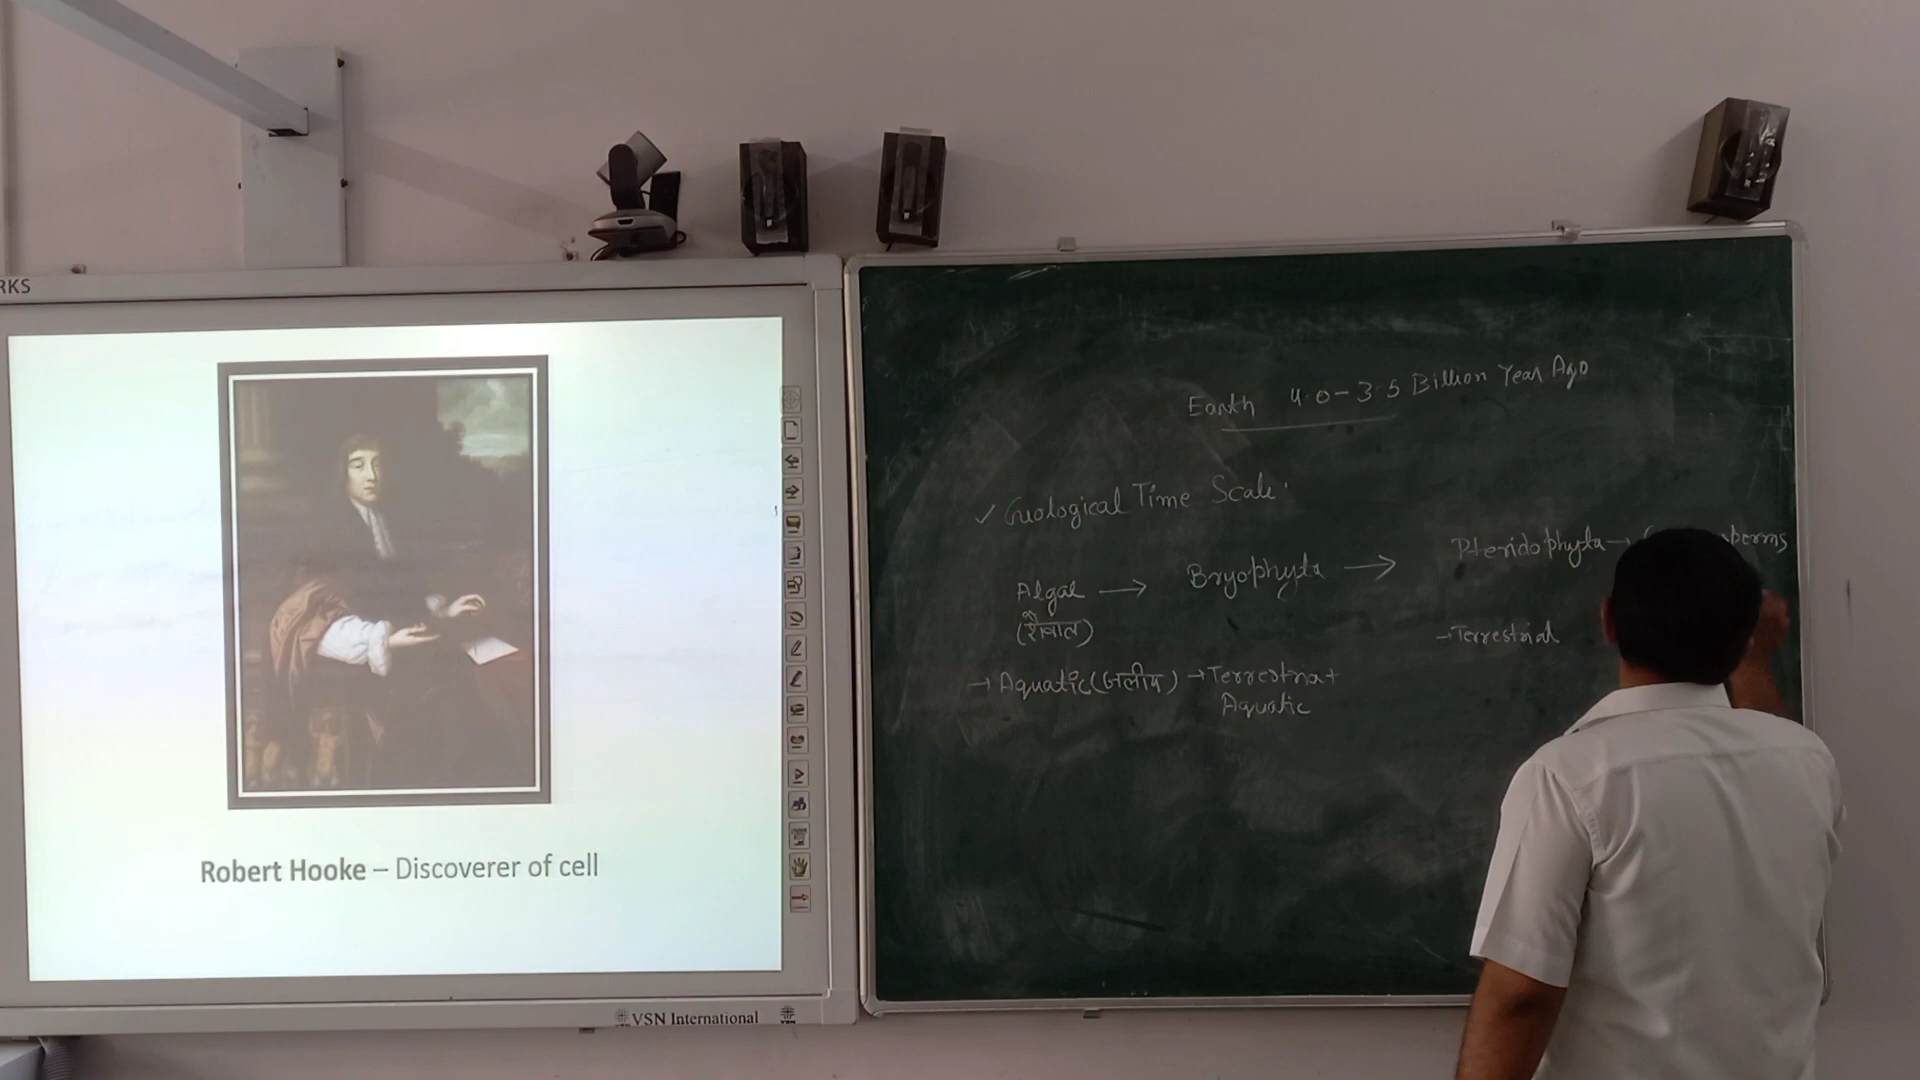 RKS
Robert Hooke – Discoverer of cell
VSN International
Earth 4.0-3.5 Billion Year Ago
✓ Geological Time Scale.
Algae → Bryophyta → Pteridophyta →
(शैवाल)
→ Aquatic (जलीय) → Terrestria +
Aquatic
→ Terrestrial